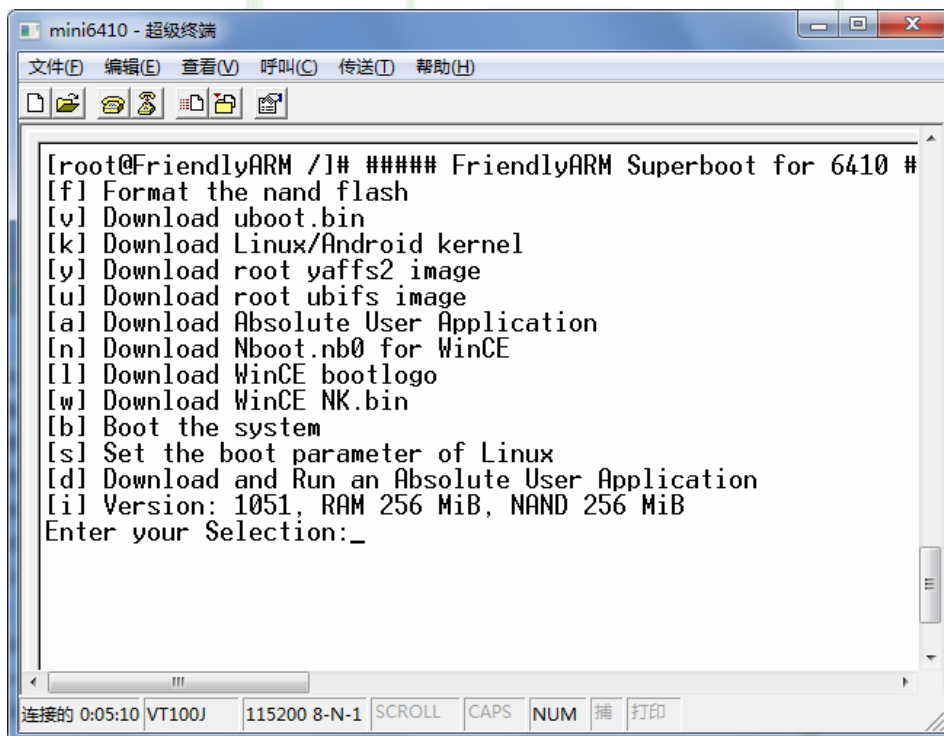 mini6410 - 超级终端
文件(F) 编辑(E) 查看(V) 呼叫(C) 传送(T) 帮助(H)
[root@FriendlyARM /]# ##### FriendlyARM Superboot for 6410 #
[f] Format the nand flash
[v] Download uboot.bin
[k] Download Linux/Android kernel
[y] Download root yaffs2 image
[u] Download root ubifs image
[a] Download Absolute User Application
[n] Download Nboot.nb0 for WinCE
[l] Download WinCE bootlogo
[w] Download WinCE NK.bin
[b] Boot the system
[s] Set the boot parameter of Linux
[d] Download and Run an Absolute User Application
[i] Version: 1051, RAM 256 MiB, NAND 256 MiB
Enter your Selection:_
连接的 0:05:10 VT100J 115200 8-N-1 SCROLL CAPS NUM 捕 打印